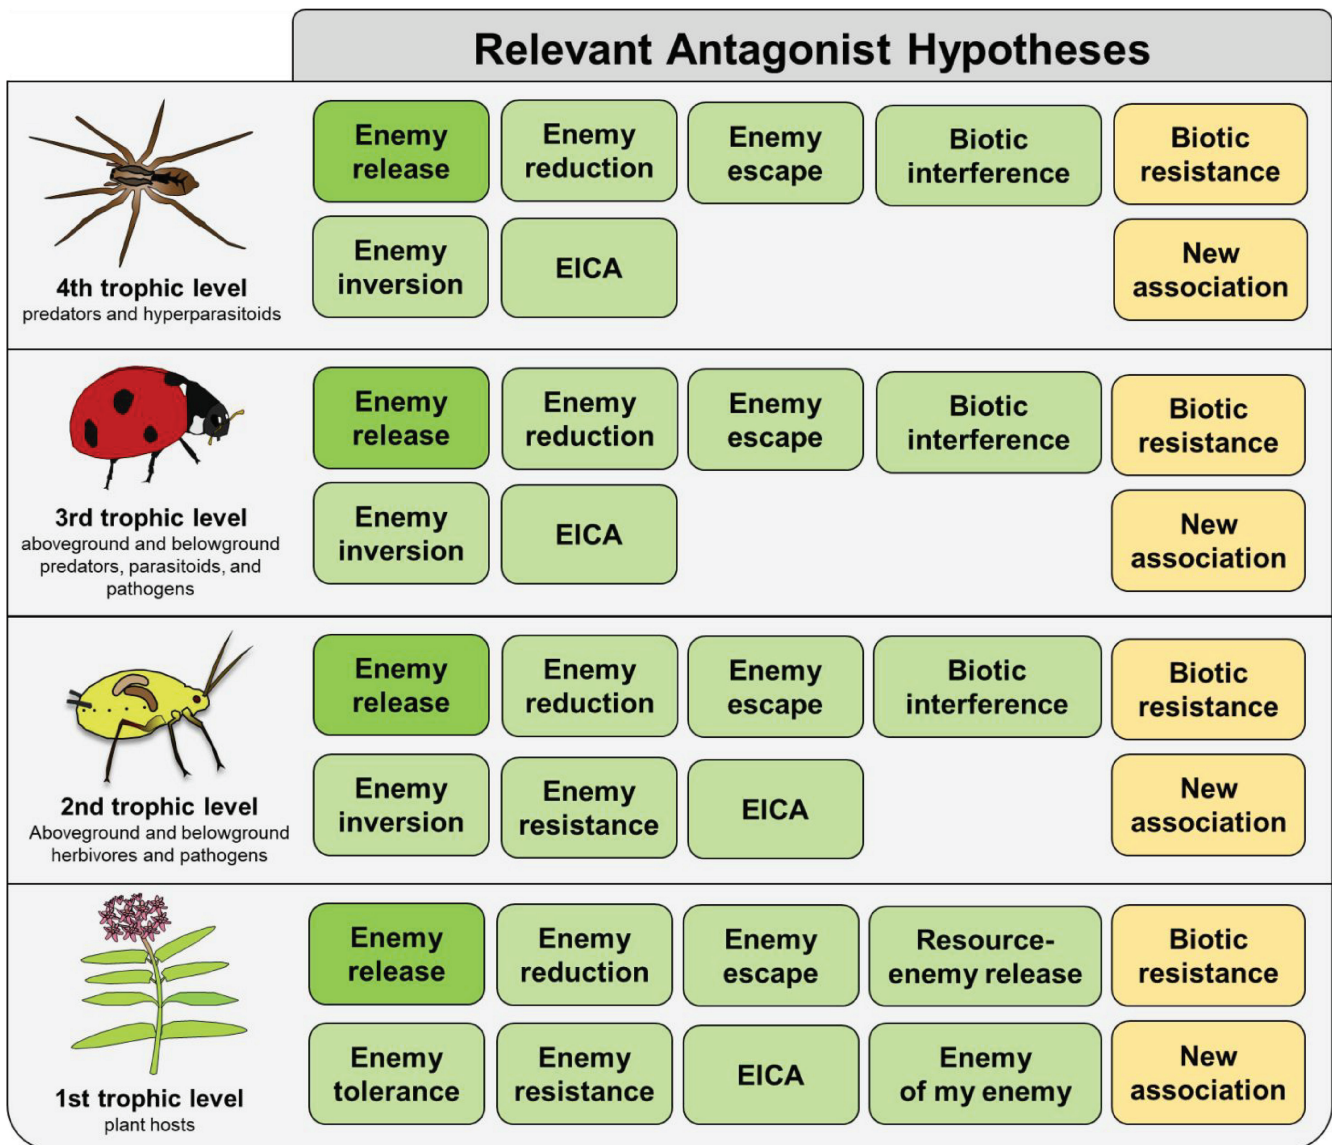 Relevant Antagonist Hypotheses
4th trophic level
predators and hyperparasitoids
Enemy
release
Enemy
reduction
Enemy
escape
Biotic
interference
Biotic
resistance
Enemy
inversion
EICA
New
association
3rd trophic level
aboveground and belowground
predators, parasitoids, and
pathogens
Enemy
release
Enemy
reduction
Enemy
escape
Biotic
interference
Biotic
resistance
Enemy
inversion
EICA
New
association
2nd trophic level
Aboveground and belowground
herbivores and pathogens
Enemy
release
Enemy
reduction
Enemy
escape
Biotic
interference
Biotic
resistance
Enemy
inversion
Enemy
resistance
EICA
New
association
1st trophic level
plant hosts
Enemy
release
Enemy
reduction
Enemy
escape
Resource-
enemy release
Biotic
resistance
Enemy
tolerance
Enemy
resistance
EICA
Enemy
of my enemy
New
association